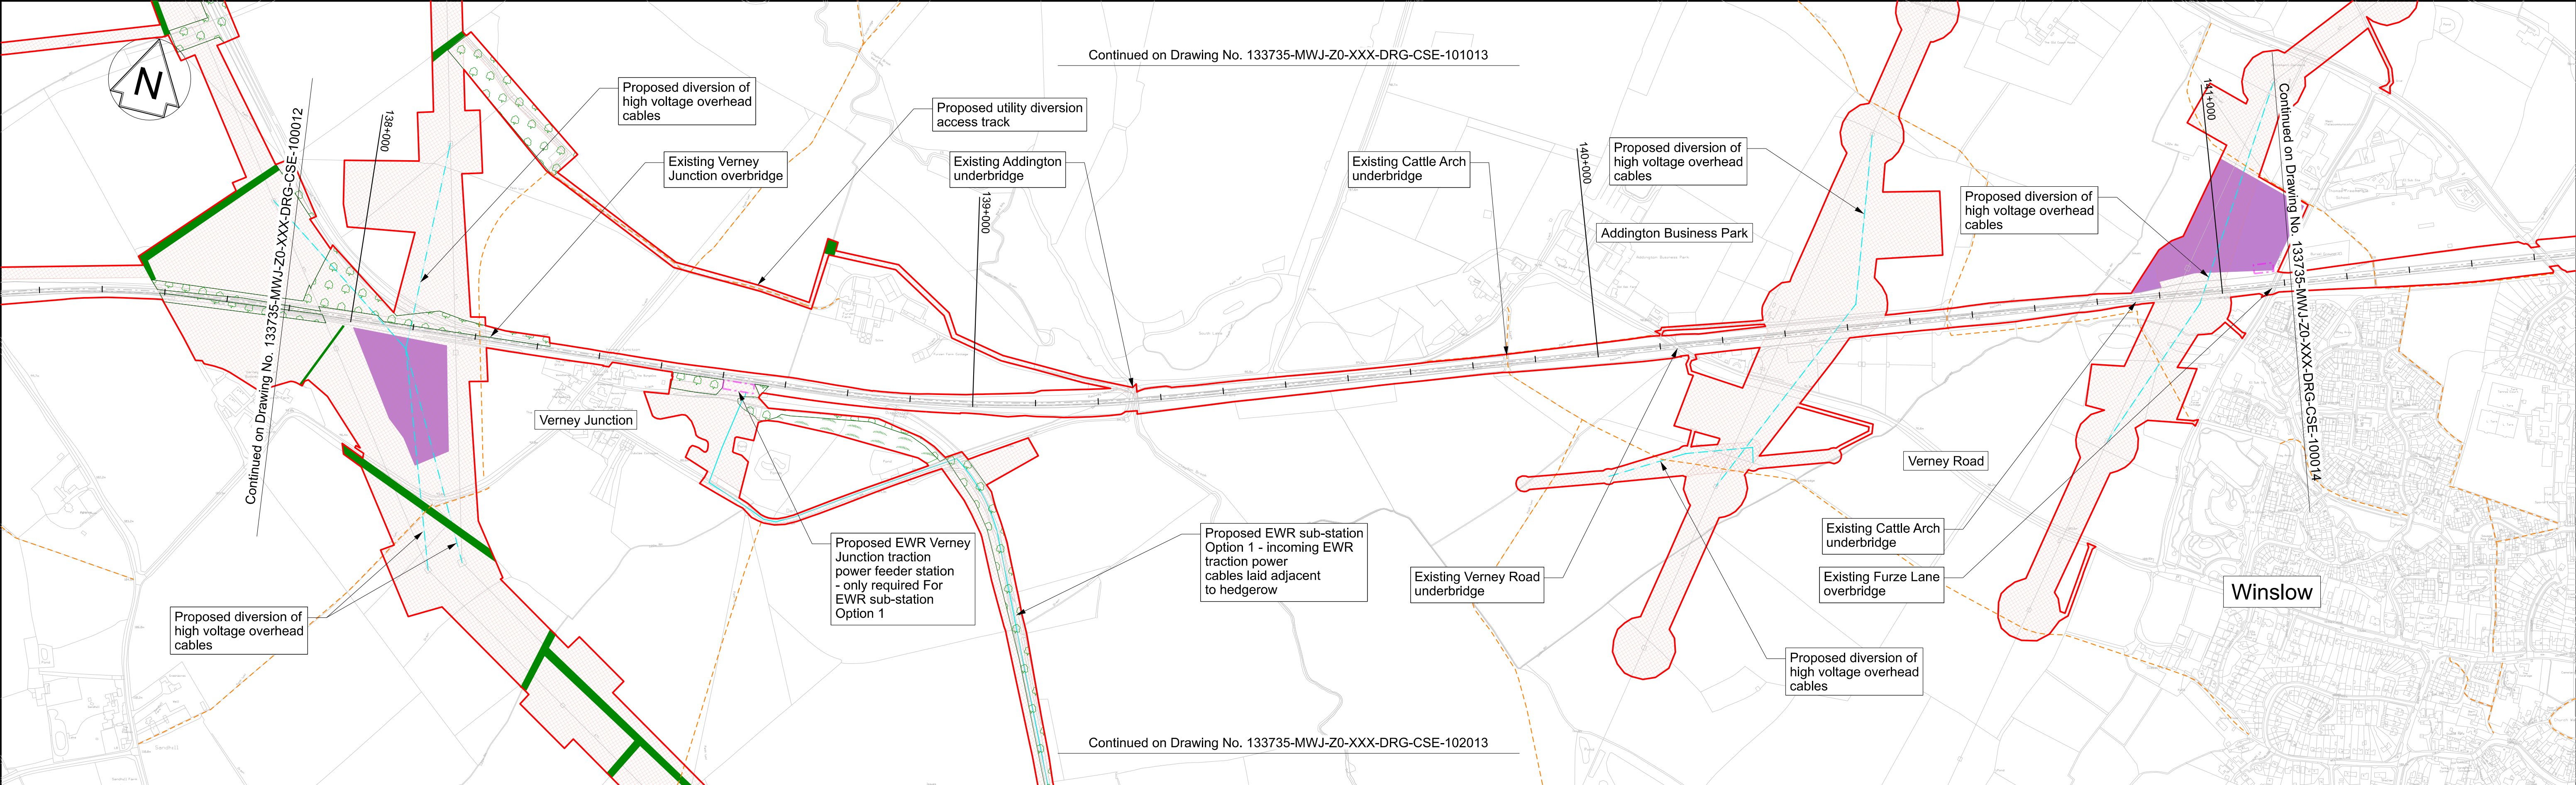 Continued on Drawing No. 133735-MWJ-Z0-XXX-DRG-CSE-101013
N
Continued on Drawing No. 133735-MWJ-Z0-XXX-DRG-CSE-100012
138+000
Proposed diversion of
high voltage overhead
cables
Proposed utility diversion
access track
Existing Verney
Junction overbridge
Existing Addington
underbridge
139+000
Existing Cattle Arch
underbridge
140+000
Proposed diversion of
high voltage overhead
cables
Addington Business Park
Proposed diversion of
high voltage overhead
cables
141+000
Continued on Drawing No. 133735-MWJ-Z0-XXX-DRG-CSE-100014
Verney Junction
Verney Road
Proposed EWR Verney
Junction traction
power feeder station
- only required For
EWR sub-station
Option 1
Proposed EWR sub-station
Option 1 - incoming EWR
traction power
cables laid adjacent
to hedgerow
Existing Verney Road
underbridge
Existing Cattle Arch
underbridge
Existing Furze Lane
overbridge
Winslow
Proposed diversion of
high voltage overhead
cables
Proposed diversion of
high voltage overhead
cables
Sandhill
Continued on Drawing No. 133735-MWJ-Z0-XXX-DRG-CSE-102013